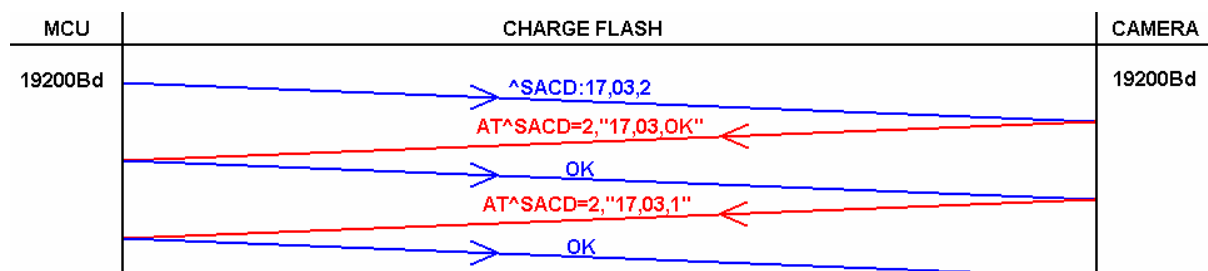 MCU CHARGE FLASH CAMERA
19200Bd 19200Bd
^SACD:17,03,2
AT^SACD=2,"17,03,OK"
OK
AT^SACD=2,"17,03,1"
OK